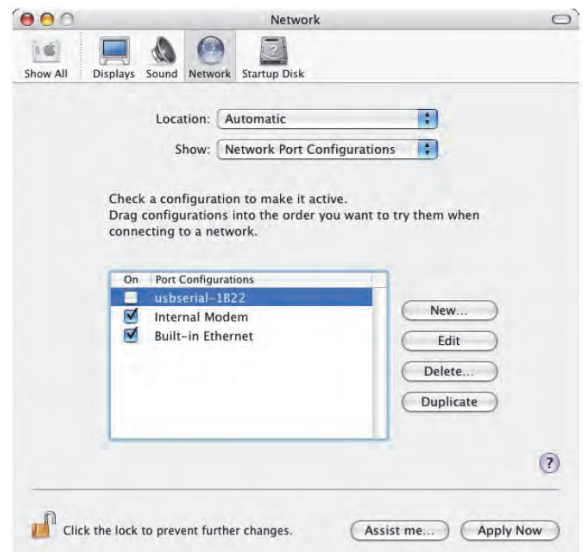 Network
Show All Displays Sound Network Startup Disk
Location: Automatic
Show: Network Port Configurations
Check a configuration to make it active.
Drag configurations into the order you want to try them when
connecting to a network.
On Port Configurations
usbserial-1B22
Internal Modem
Built-in Ethernet
New...
Edit
Delete...
Duplicate
?
Click the lock to prevent further changes.
Assist me... Apply Now